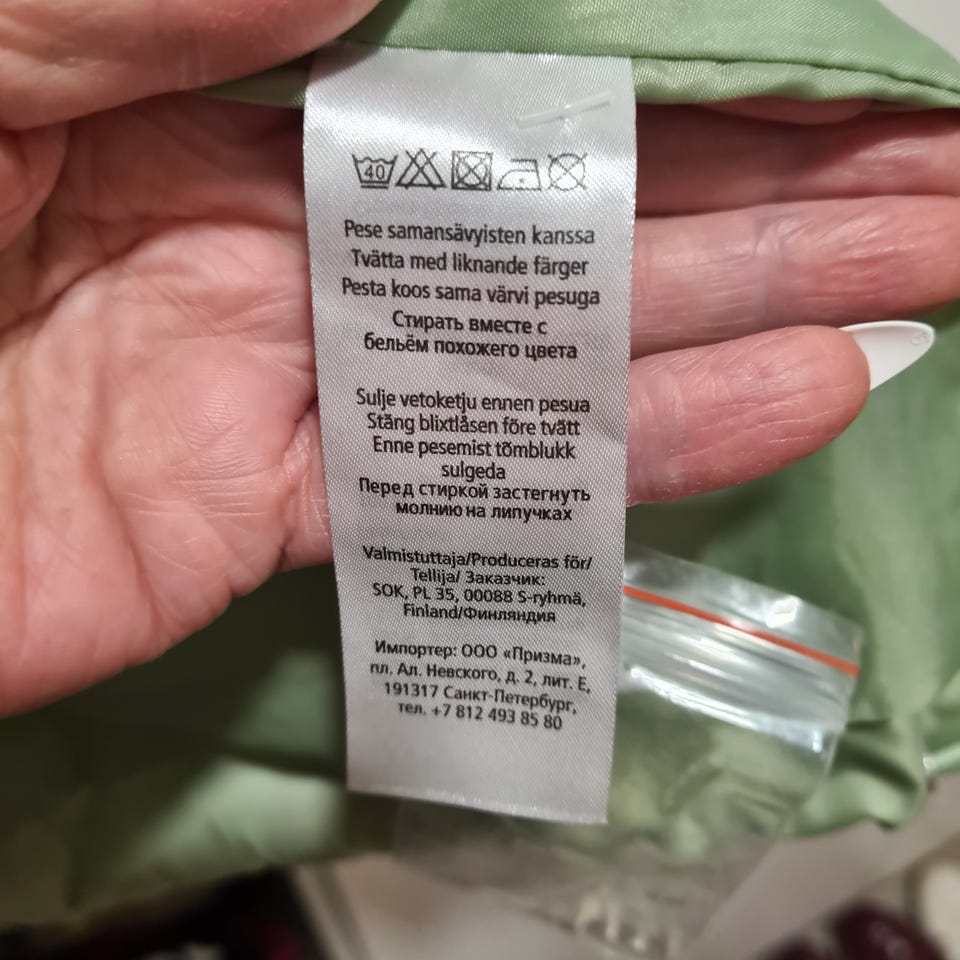 40
Pese samansävyisten kanssa
Tvätta med liknande färger
Pesta koos sama värvi pesuga
Стирать вместе с
бельём похожего цвета
Sulje vetoketju ennen pesua
Stäng blixtlåsen före tvätt
Enne pesemist tõmblukk
sulgeda
Перед стиркой застегнуть
молнию на липучках
Valmistuttaja/Produceras för/
Tellija/ Заказчик:
SOK, PL 35, 00088 S-ryhmä,
Finland/Финляндия
Импортер: ООО «Призма»,
пл. Ал. Невского, д. 2, лит. Е,
191317 Санкт-Петербург,
тел. +7 812 493 85 80